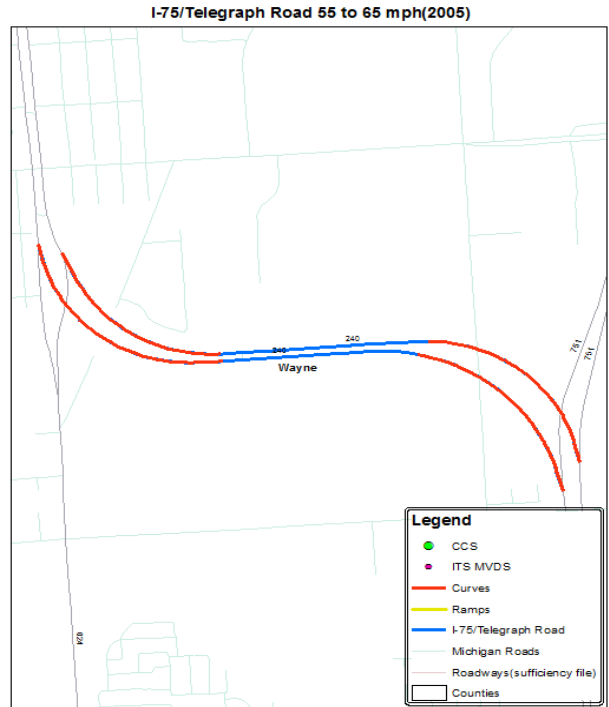 I-75/Telegraph Road 55 to 65 mph(2005)
240
240
Wayne
751
751
624
Legend
CCS
ITS MVDS
Curves
Ramps
I-75/Telegraph Road
Michigan Roads
Roadways(sufficiency file)
Counties